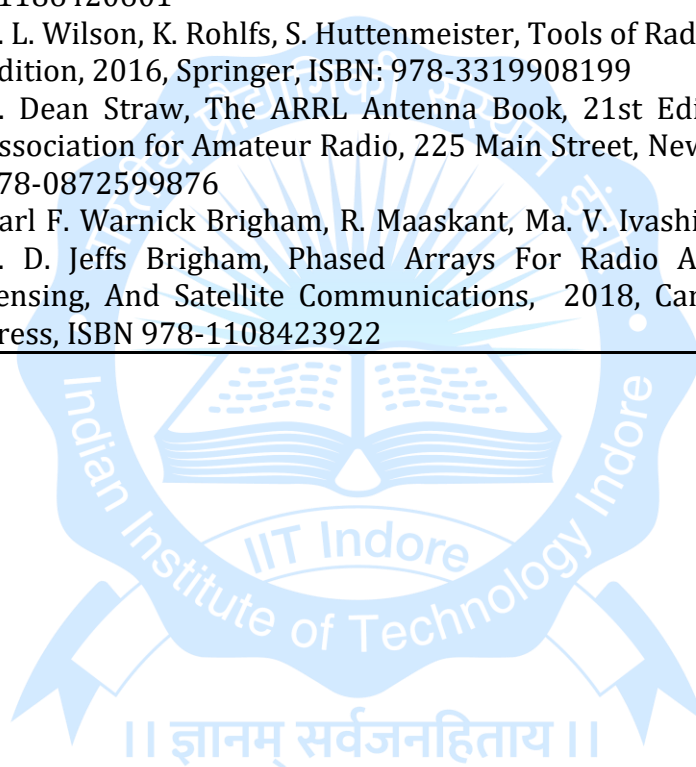 . L. Wilson, K. Rohlfs, S. Huttenmeister, Tools of Rad
dition, 2016, Springer, ISBN: 978-3319908199
. Dean Straw, The ARRL Antenna Book, 21st Edi
ssociation for Amateur Radio, 225 Main Street, New
78-0872599876
arl F. Warnick Brigham, R. Maaskant, Ma. V. Ivashi
. D. Jeffs Brigham, Phased Arrays For Radio A
ensing, And Satellite Communications, 2018, Car
ress, ISBN 978-1108423922
भारतीय प्रौद्योगिकी संस्थान इंदौर
Indian Institute of Technology Indore
IIT Indore
।। ज्ञानम् सर्वजनहिताय ।।